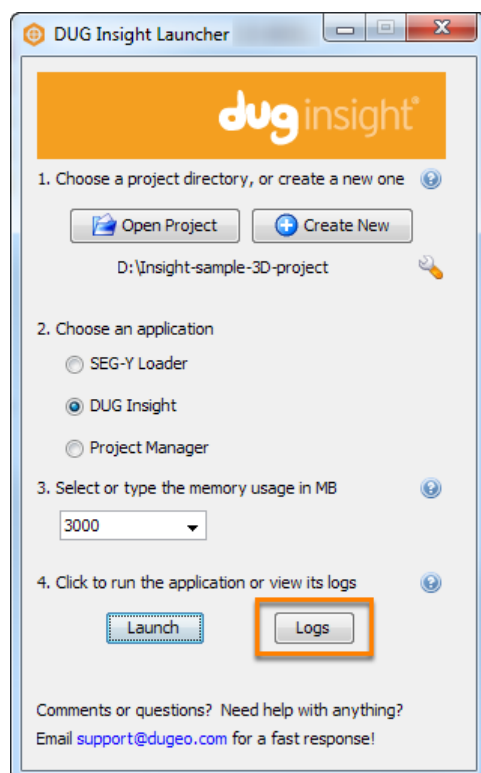 DUG Insight Launcher
duginsight®
1. Choose a project directory, or create a new one
Open Project Create New
D:\Insight-sample-3D-project
2. Choose an application
SEG-Y Loader
DUG Insight
Project Manager
3. Select or type the memory usage in MB
3000
4. Click to run the application or view its logs
Launch Logs
Comments or questions? Need help with anything?
Email support@dugeo.com for a fast response!